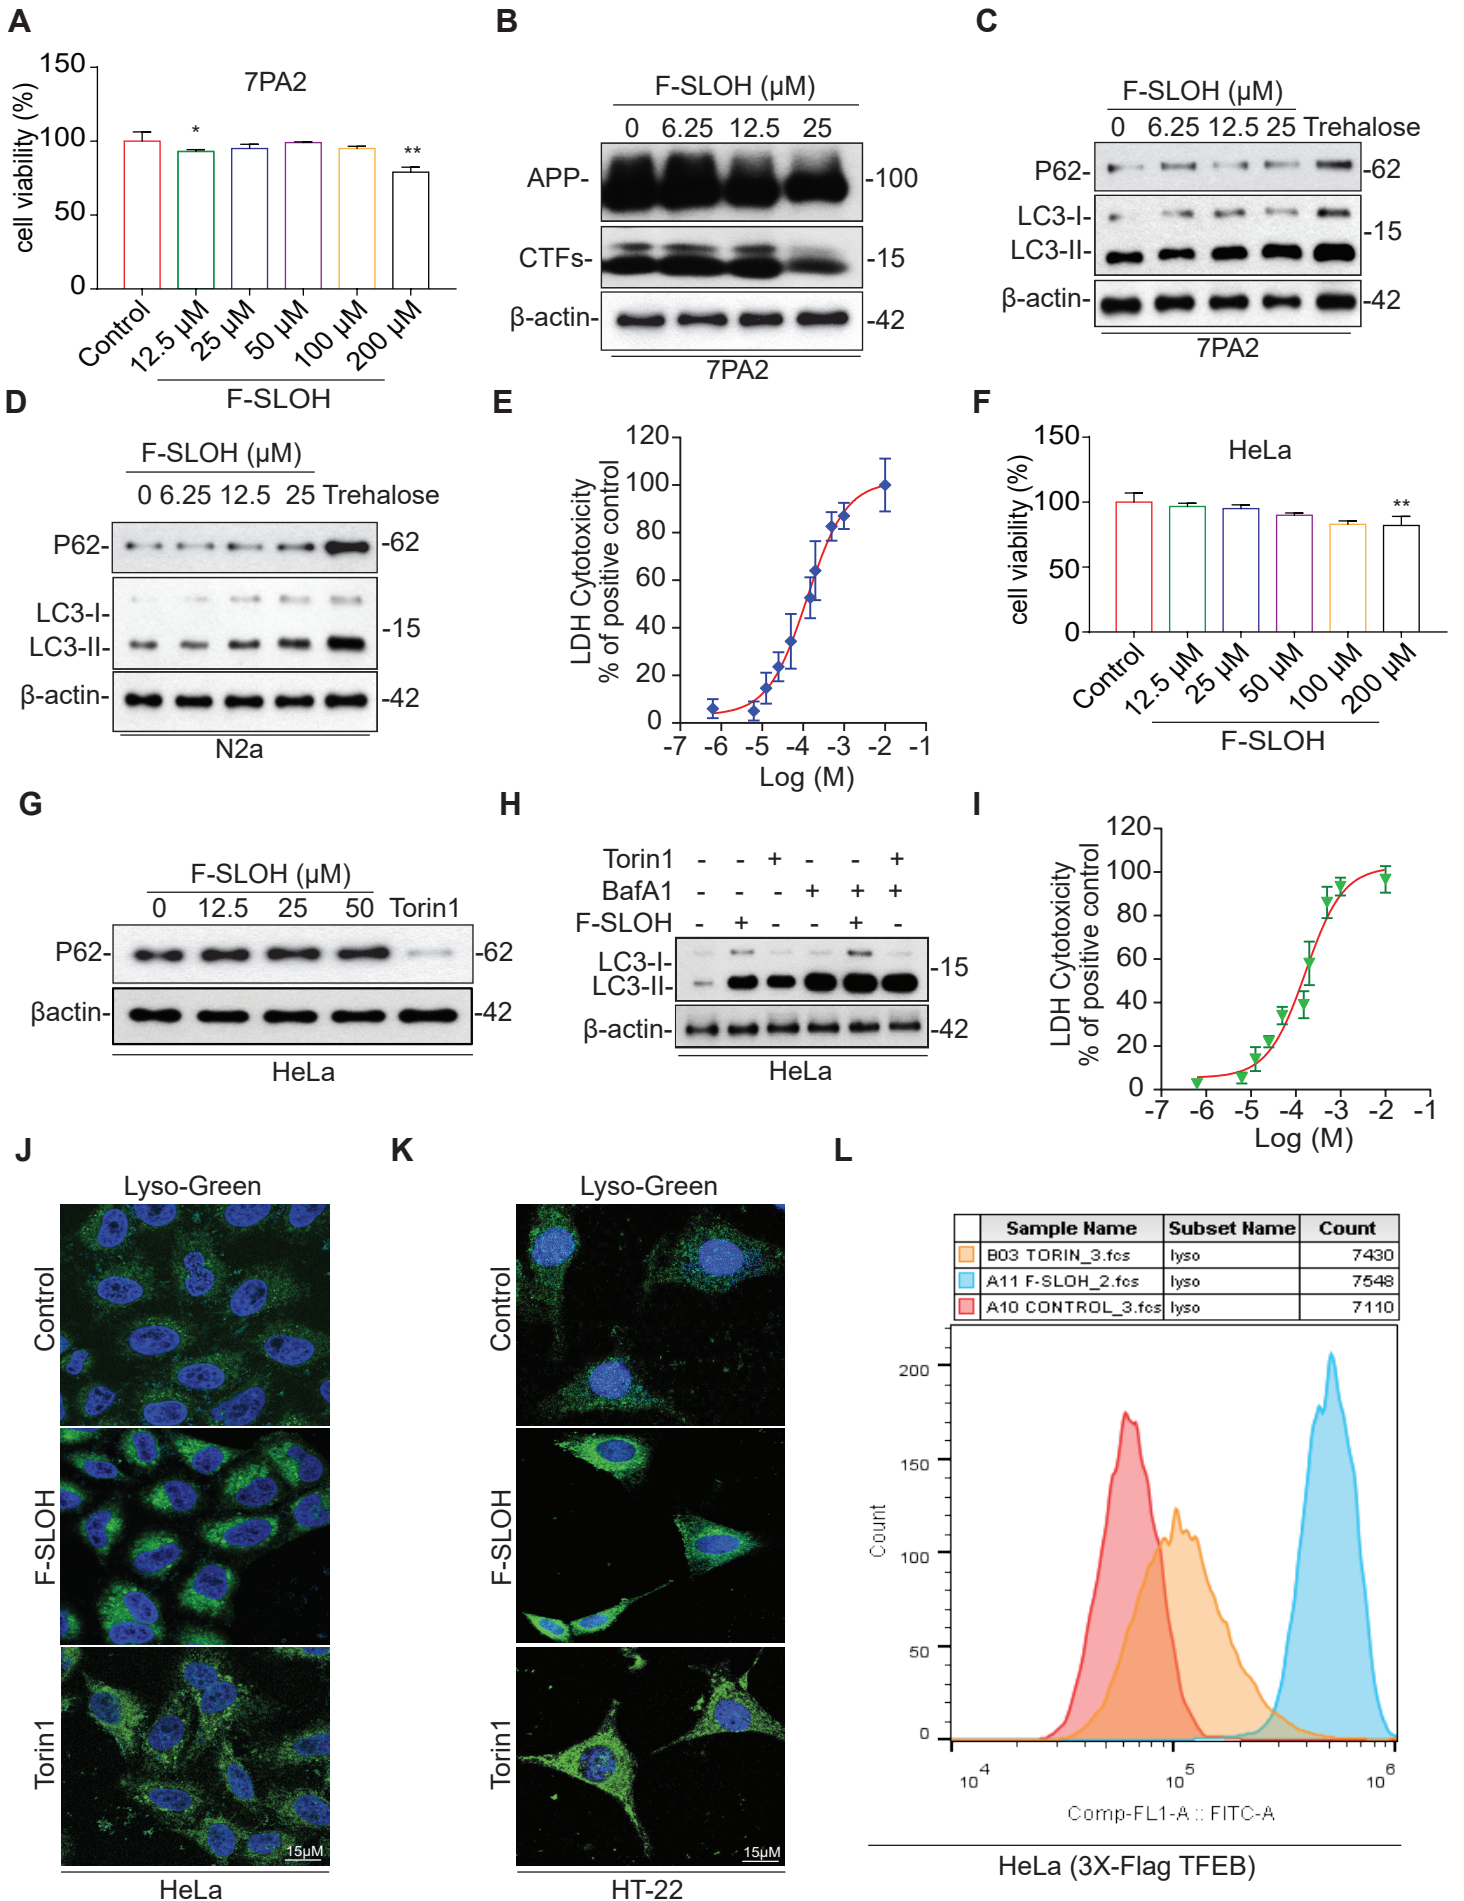 A
150
100
50
0
cell viability (%)
7PA2
*
**
Control
12.5 µM
25 µM
50 µM
100 µM
200 µM
F-SLOH
B
F-SLOH (µM)
0 6.25 12.5 25
APP- -100
CTFs- -15
β-actin- -42
7PA2
C
F-SLOH (µM)
0 6.25 12.5 25 Trehalose
P62- -62
LC3-I-
-15
LC3-II-
β-actin- -42
7PA2
D
F-SLOH (µM)
0 6.25 12.5 25 Trehalose
P62- -62
LC3-I-
-15
LC3-II-
β-actin- -42
N2a
E
LDH Cytotoxicity
% of positive control
120
100
80
60
40
20
0
-7 -6 -5 -4 -3 -2 -1
Log (M)
F
150
100
50
0
cell viability (%)
HeLa
**
Control
12.5 µM
25 µM
50 µM
100 µM
200 µM
F-SLOH
G
F-SLOH (µM)
0 12.5 25 50 Torin1
P62- -62
βactin- -42
HeLa
H
Torin1 - - + - - +
BafA1 - - - + + +
F-SLOH - + - - + -
LC3-I-
-15
LC3-II-
β-actin- -42
HeLa
I
LDH Cytotoxicity
% of positive control
120
100
80
60
40
20
0
-7 -6 -5 -4 -3 -2 -1
Log (M)
J
Lyso-Green
Control
F-SLOH
Torin1
15µM
HeLa
K
Lyso-Green
Control
F-SLOH
Torin1
15µM
HT-22
L
Sample Name Subset Name Count
B03 TORIN_3.fcs lyso 7430
A11 F-SLOH_2.fcs lyso 7548
A10 CONTROL_3.fcs lyso 7110
200
150
100
50
0
Count
10^4 10^5 10^6
Comp-FL1-A :: FITC-A
HeLa (3X-Flag TFEB)